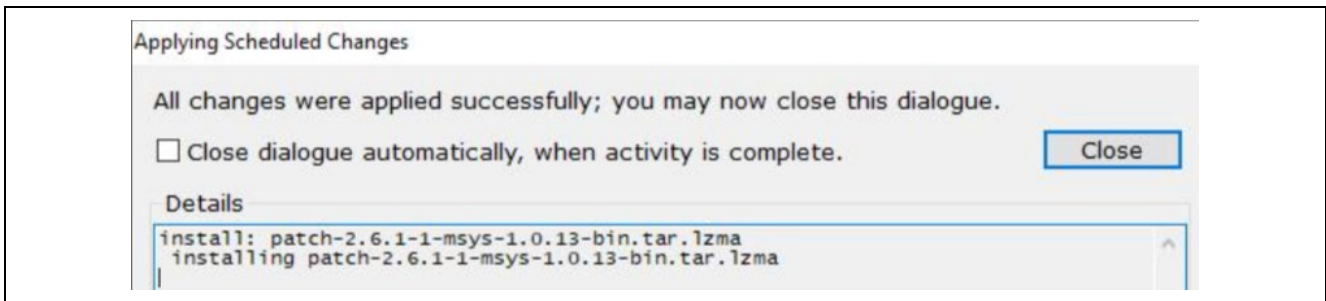 Applying Scheduled Changes
All changes were applied successfully; you may now close this dialogue.
Close dialogue automatically, when activity is complete.
Close
Details
install: patch-2.6.1-1-msys-1.0.13-bin.tar.lzma
installing patch-2.6.1-1-msys-1.0.13-bin.tar.lzma